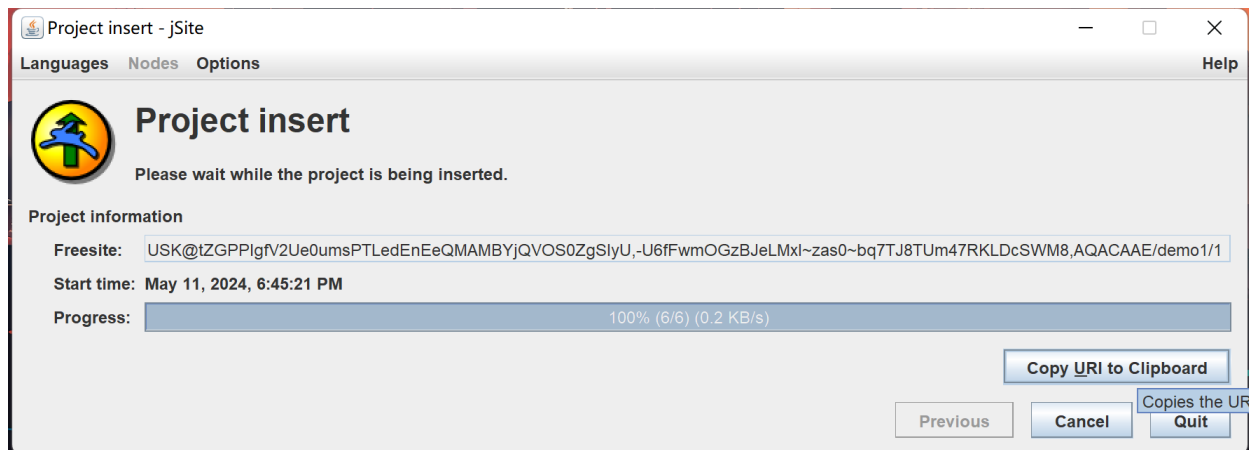 Project insert - jSite
Languages Nodes Options Help
Project insert
Please wait while the project is being inserted.
Project information
Freesite: USK@tZGPPlgfV2Ue0umsPTLedEnEeQMAMBYjQVOS0ZgSIyU,-U6fFwmOGzBJeLMxI~zas0~bq7TJ8TUm47RKLDcSWM8,AQACAAE/demo1/1
Start time: May 11, 2024, 6:45:21 PM
Progress: 100% (6/6) (0.2 KB/s)
Copy URI to Clipboard
Copies the UR
Previous Cancel Quit